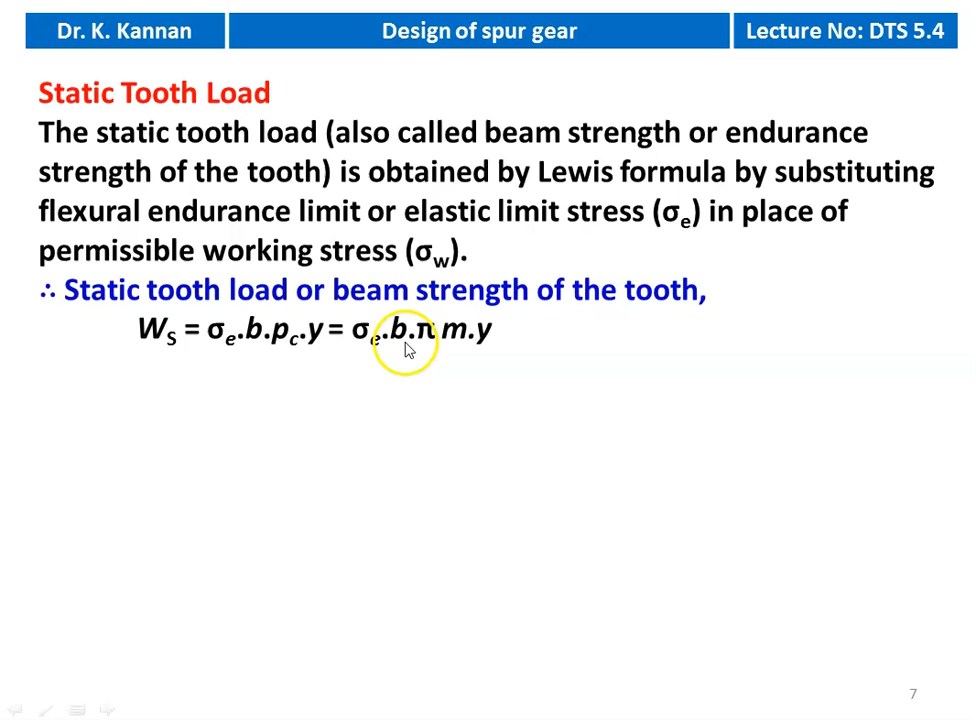 Dr. K. Kannan
Design of spur gear
Lecture No: DTS 5.4
Static Tooth Load
The static tooth load (also called beam strength or endurance
strength of the tooth) is obtained by Lewis formula by substituting
flexural endurance limit or elastic limit stress (σe) in place of
permissible working stress (σw).
∴ Static tooth load or beam strength of the tooth,
WS = σe.b.pc.y = σe.b.π m.y
7